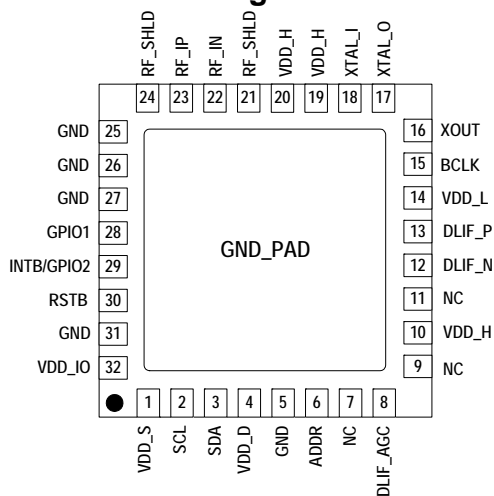 RF_SHLD
RF_IP
RF_IN
RF_SHLD
VDD_H
VDD_H
XTAL_I
XTAL_O
24 23 22 21 20 19 18 17
GND 25
GND 26
GND 27
GPIO1 28
INTB/GPIO2 29
RSTB 30
GND 31
VDD_IO 32
GND_PAD
16 XOUT
15 BCLK
14 VDD_L
13 DLIF_P
12 DLIF_N
11 NC
10 VDD_H
9 NC
1 2 3 4 5 6 7 8
VDD_S
SCL
SDA
VDD_D
GND
ADDR
NC
DLIF_AGC